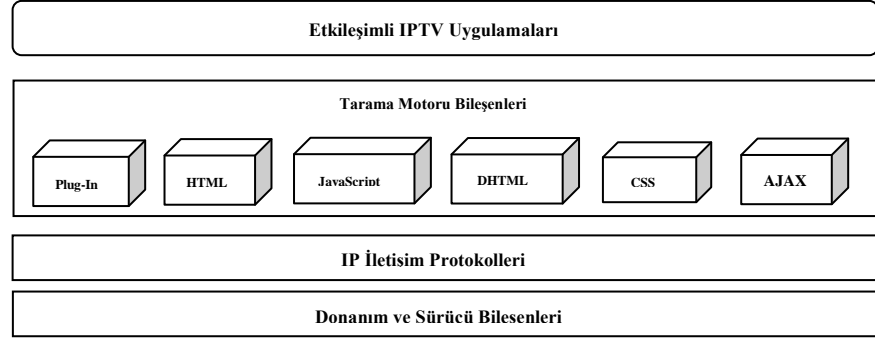 Etkileşimli IPTV Uygulamaları
Tarama Motoru Bileşenleri
Plug-In
HTML
JavaScript
DHTML
CSS
AJAX
IP İletisim Protokolleri
Donanım ve Sürücü Bilesenleri